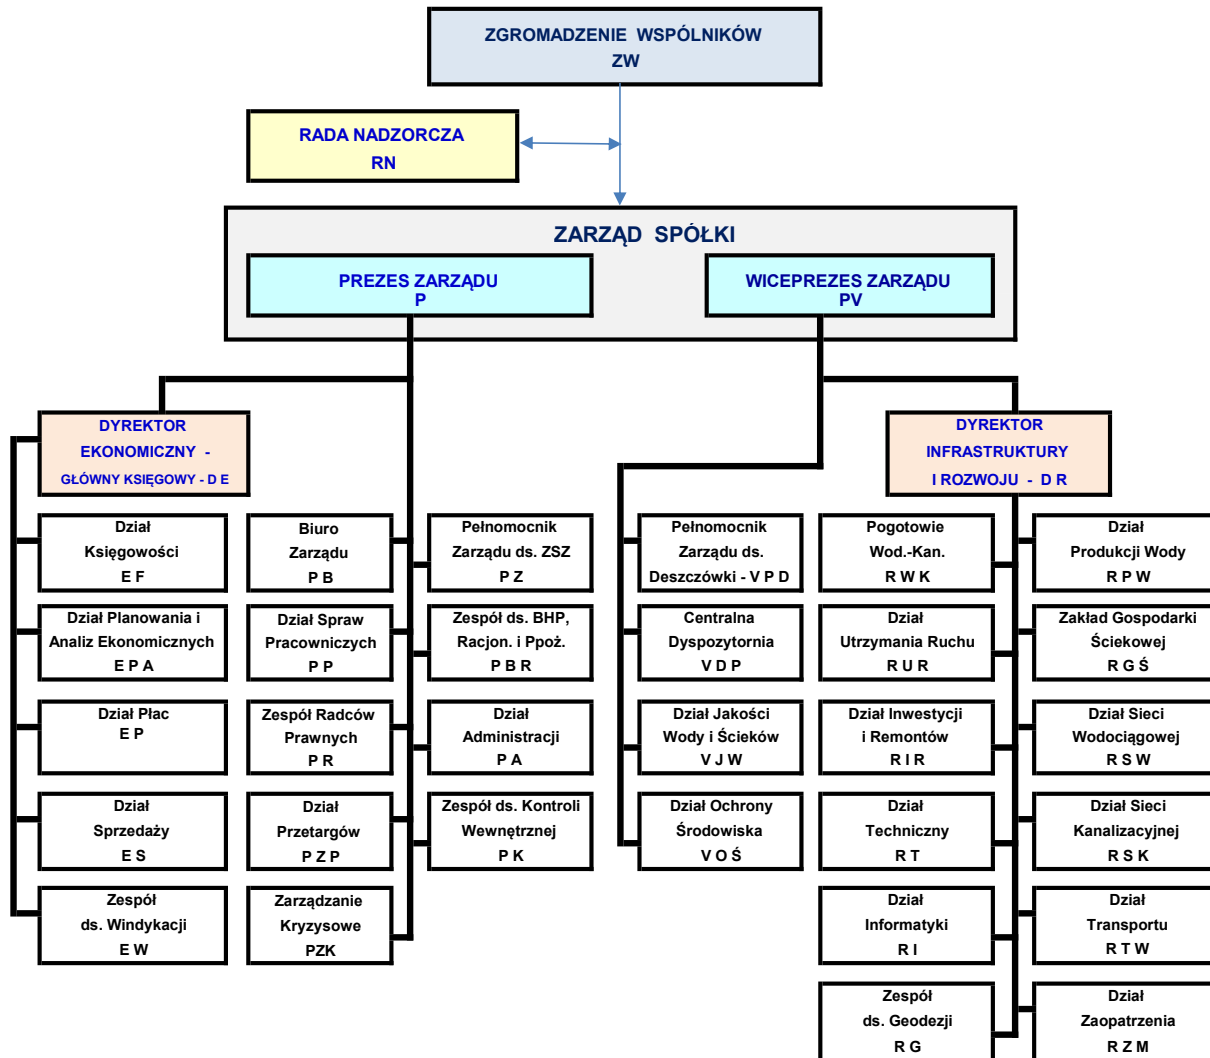 ZGROMADZENIE WSPÓLNIKÓW
ZW
RADA NADZORCZA
RN
ZARZĄD SPÓŁKI
PREZES ZARZĄDU
P
WICEPREZES ZARZĄDU
PV
DYREKTOR
EKONOMICZNY -
GŁÓWNY KSIĘGOWY - D E
DYREKTOR
INFRASTRUKTURY
I ROZWOJU - D R
Dział
Księgowości
E F
Biuro
Zarządu
P B
Pełnomocnik
Zarządu ds. ZSZ
P Z
Pełnomocnik
Zarządu ds.
Deszczówki - V P D
Pogotowie
Wod.-Kan.
R W K
Dział
Produkcji Wody
R P W
Dział Planowania i
Analiz Ekonomicznych
E P A
Dział Spraw
Pracowniczych
P P
Zespół ds. BHP,
Racjon. i Ppoż.
P B R
Centralna
Dyspozytornia
V D P
Dział
Utrzymania Ruchu
R U R
Zakład Gospodarki
Ściekowej
R G Ś
Dział Płac
E P
Zespół Radców
Prawnych
P R
Dział
Administracji
P A
Dział Jakości
Wody i Ścieków
V J W
Dział Inwestycji
i Remontów
R I R
Dział Sieci
Wodociągowej
R S W
Dział
Sprzedaży
E S
Dział
Przetargów
P Z P
Zespół ds. Kontroli
Wewnętrznej
P K
Dział Ochrony
Środowiska
V O Ś
Dział
Techniczny
R T
Dział Sieci
Kanalizacyjnej
R S K
Zespół
ds. Windykacji
E W
Zarządzanie
Kryzysowe
PZK
Dział
Informatyki
R I
Dział
Transportu
R T W
Zespół
ds. Geodezji
R G
Dział
Zaopatrzenia
R Z M